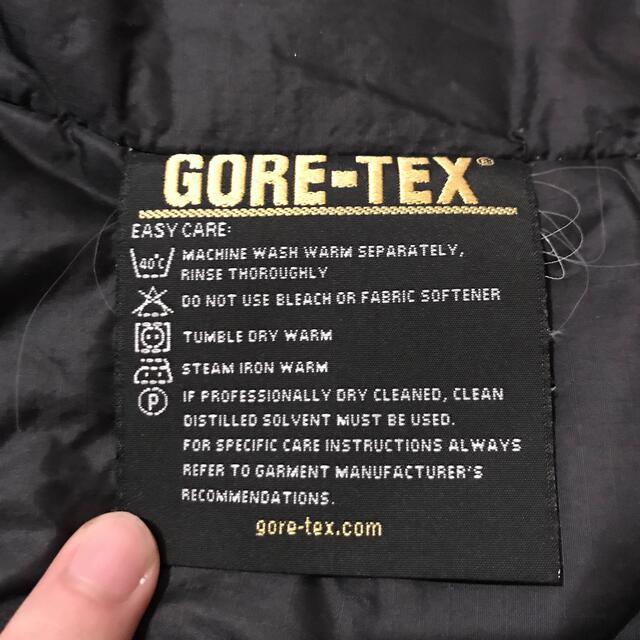 GORE-TEX®
EASY CARE:
40°C MACHINE WASH WARM SEPARATELY,
RINSE THOROUGHLY
DO NOT USE BLEACH OR FABRIC SOFTENER
TUMBLE DRY WARM
STEAM IRON WARM
P IF PROFESSIONALLY DRY CLEANED, CLEAN
DISTILLED SOLVENT MUST BE USED.
FOR SPECIFIC CARE INSTRUCTIONS ALWAYS
REFER TO GARMENT MANUFACTURER'S
RECOMMENDATIONS.
gore-tex.com